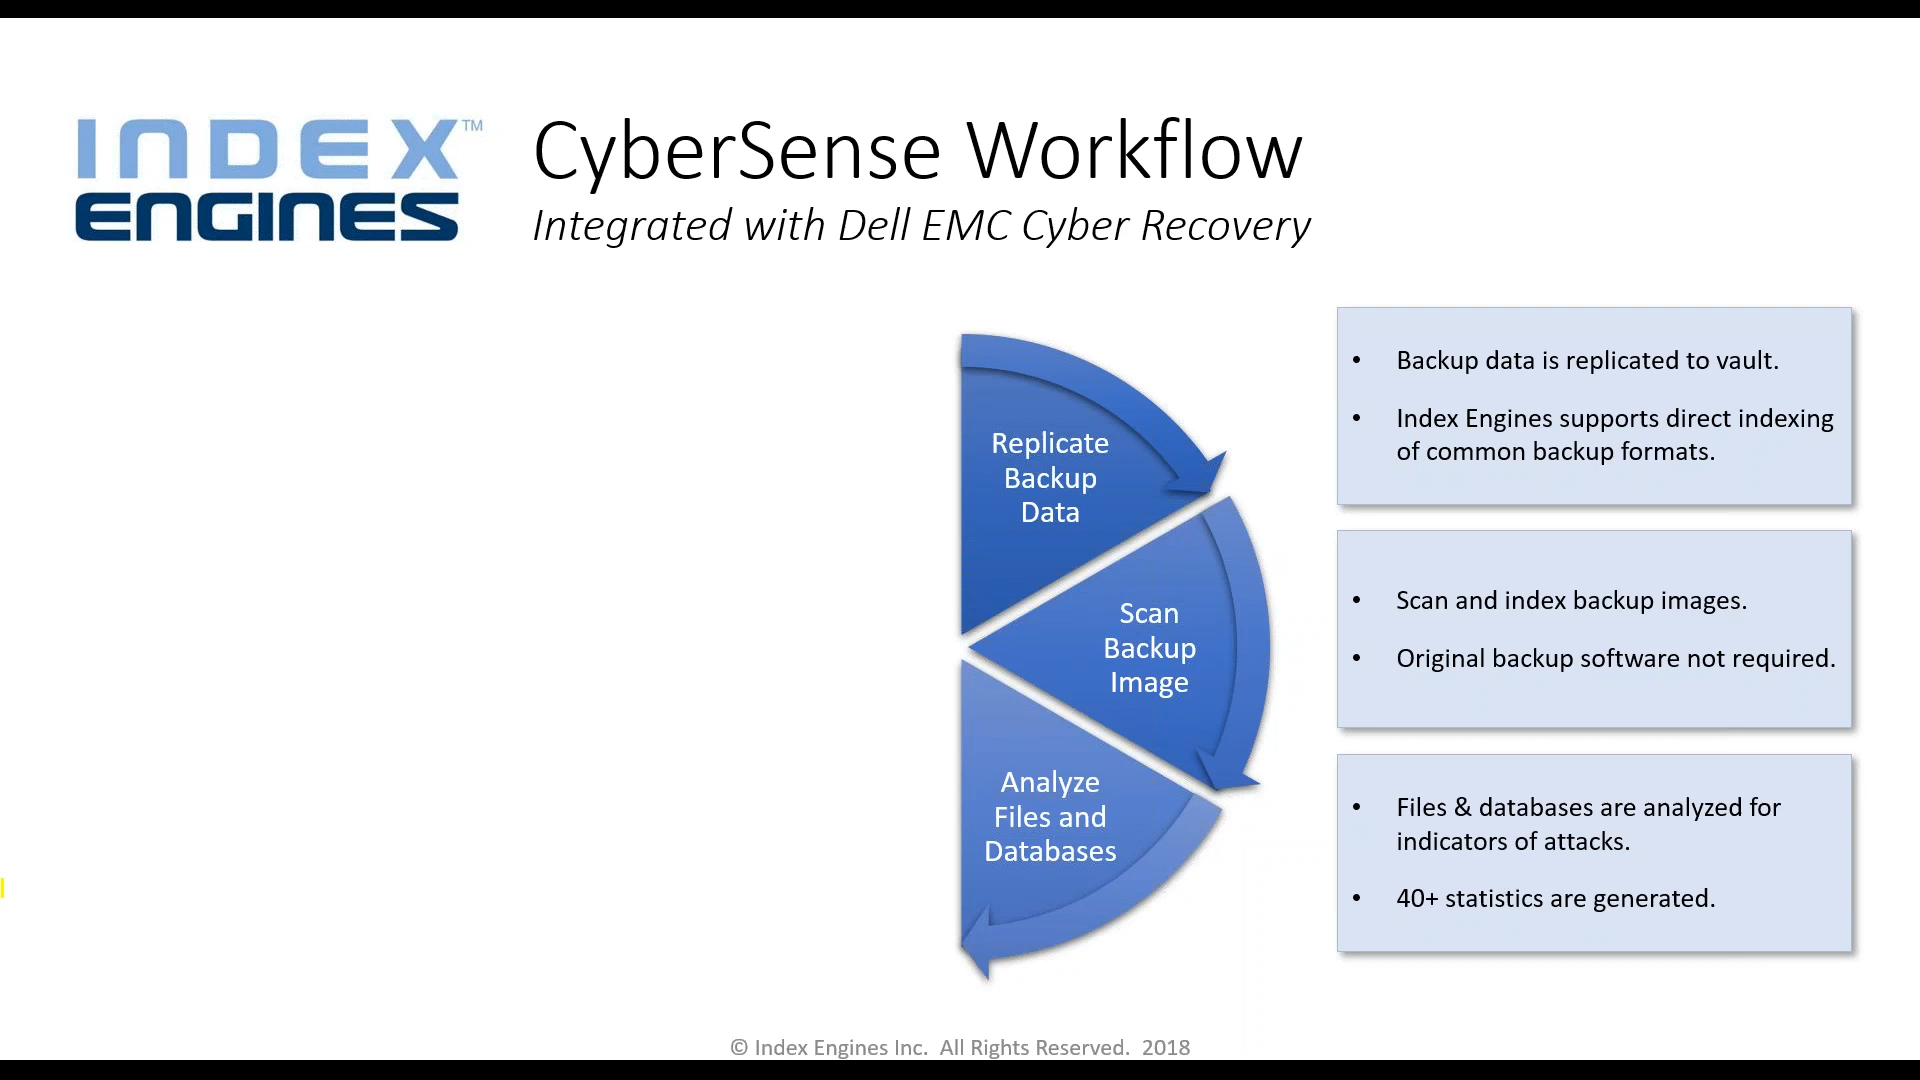 INDEX™
ENGINES
CyberSense Workflow
Integrated with Dell EMC Cyber Recovery
Replicate
Backup
Data
• Backup data is replicated to vault.
• Index Engines supports direct indexing
of common backup formats.
Scan
Backup
Image
• Scan and index backup images.
• Original backup software not required.
Analyze
Files and
Databases
• Files & databases are analyzed for
indicators of attacks.
• 40+ statistics are generated.
© Index Engines Inc.  All Rights Reserved.  2018